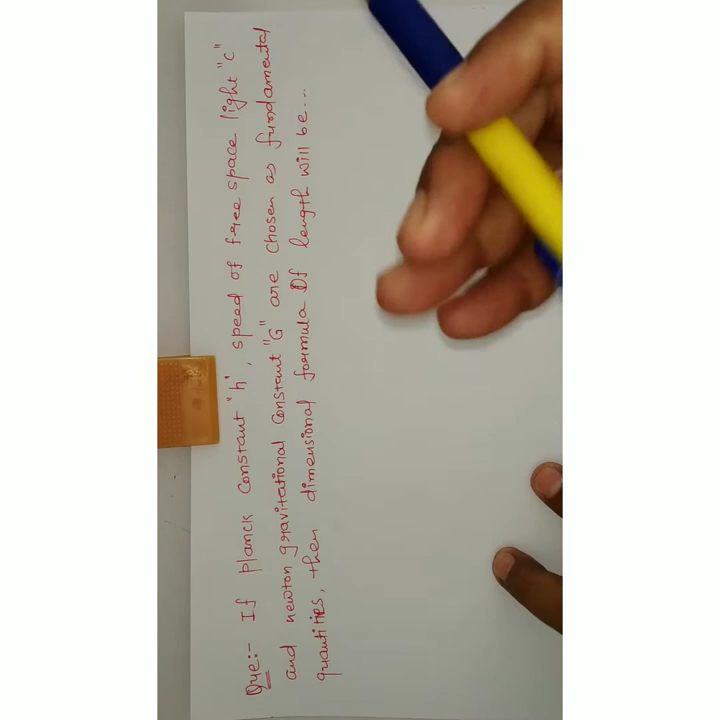 Que:- If planck constant "h", speed of free space light "c"
and newton gravitational constant "G" are chosen as fundamental
quantities, then dimensional formula Of length will be...